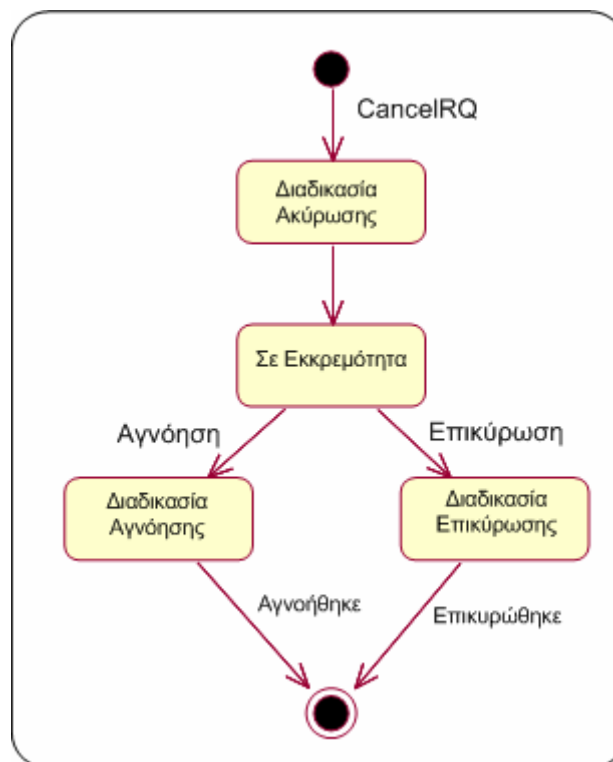 CancelRQ
Διαδικασία
Ακύρωσης
Σε Εκκρεμότητα
Αγνόηση
Επικύρωση
Διαδικασία
Αγνόησης
Διαδικασία
Επικύρωσης
Αγνοήθηκε
Επικυρώθηκε